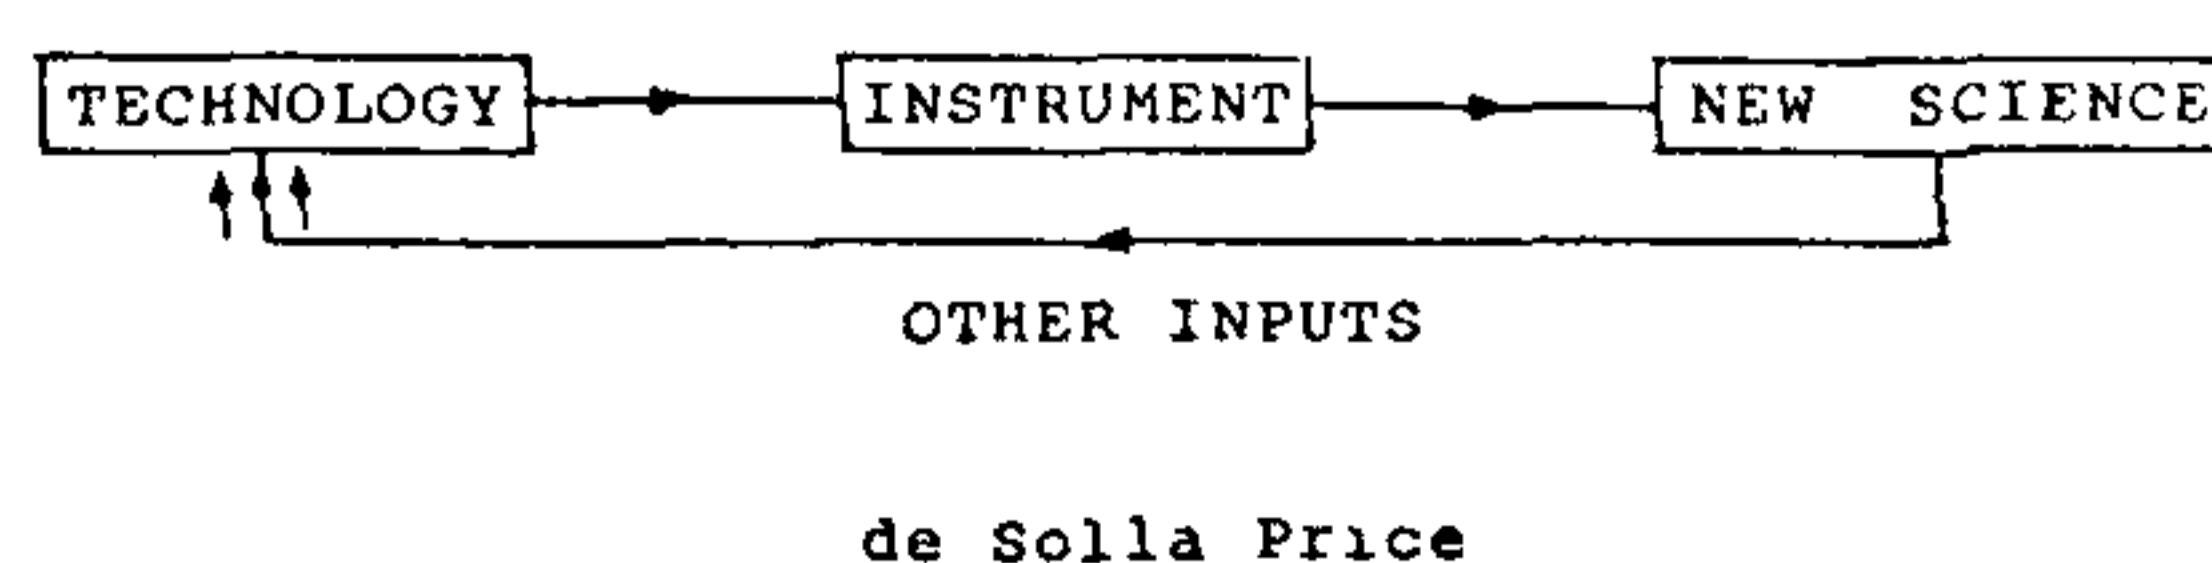 TECHNOLOGY INSTRUMENT NEW SCIENCE
OTHER INPUTS
de Solla Price